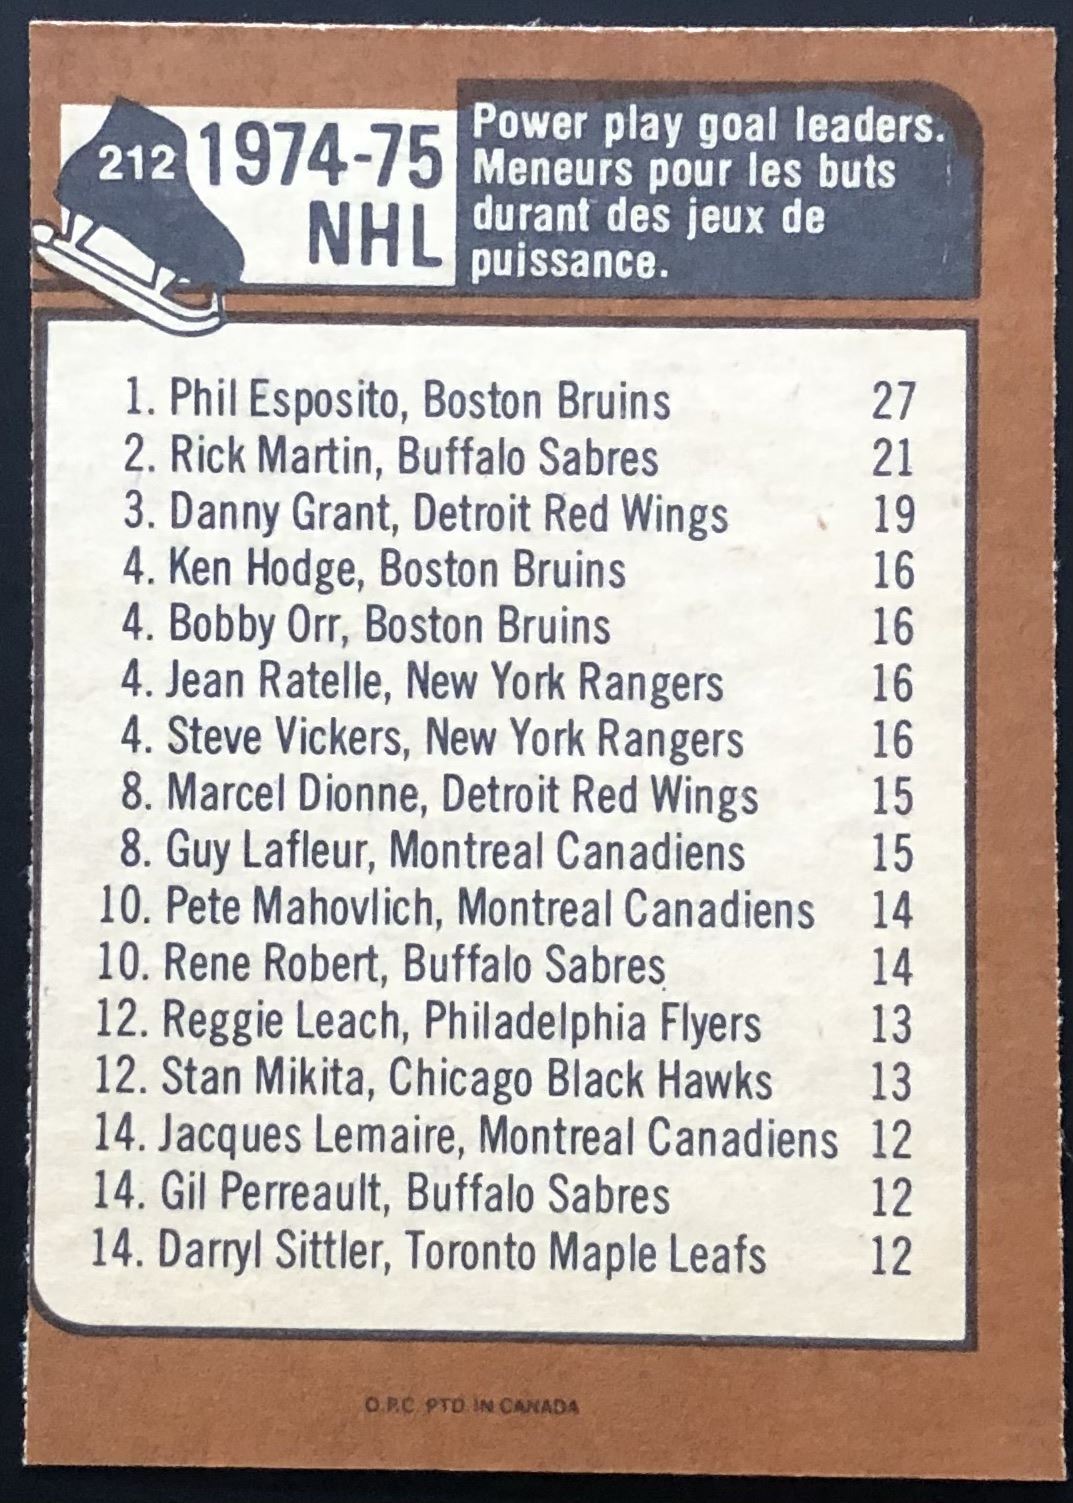 212
1974-75
NHL
Power play goal leaders.
Meneurs pour les buts
durant des jeux de
puissance.
1. Phil Esposito, Boston Bruins 27
2. Rick Martin, Buffalo Sabres 21
3. Danny Grant, Detroit Red Wings 19
4. Ken Hodge, Boston Bruins 16
4. Bobby Orr, Boston Bruins 16
4. Jean Ratelle, New York Rangers 16
4. Steve Vickers, New York Rangers 16
8. Marcel Dionne, Detroit Red Wings 15
8. Guy Lafleur, Montreal Canadiens 15
10. Pete Mahovlich, Montreal Canadiens 14
10. Rene Robert, Buffalo Sabres 14
12. Reggie Leach, Philadelphia Flyers 13
12. Stan Mikita, Chicago Black Hawks 13
14. Jacques Lemaire, Montreal Canadiens 12
14. Gil Perreault, Buffalo Sabres 12
14. Darryl Sittler, Toronto Maple Leafs 12
O.P.C. PTD. IN CANADA